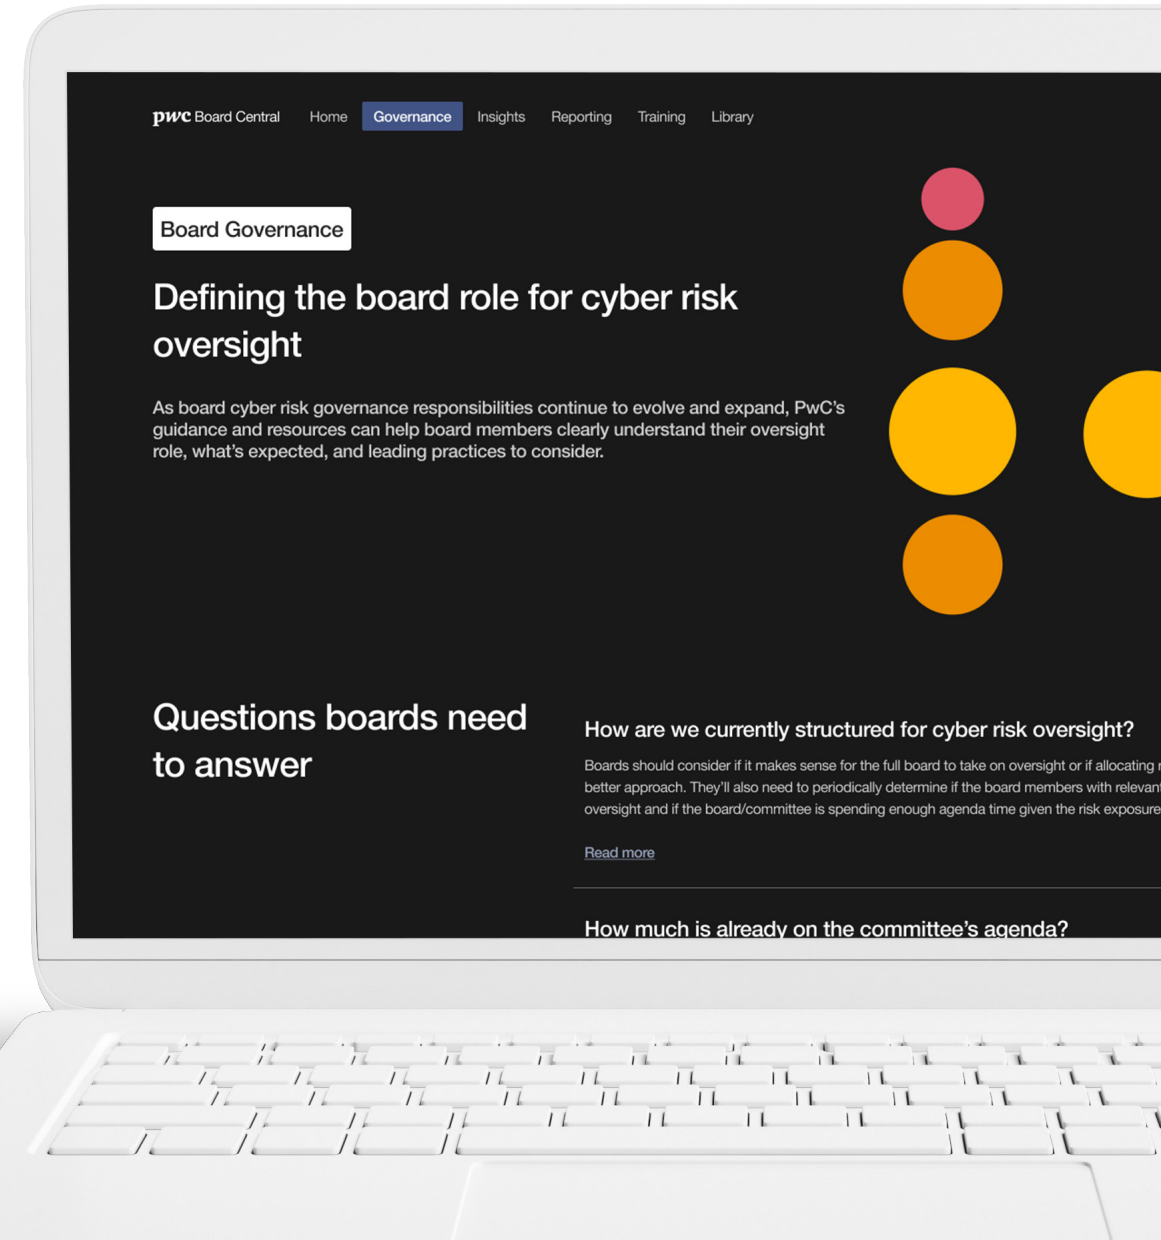 pwc Board Central Home Governance Insights Reporting Training Library
Board Governance
Defining the board role for cyber risk
oversight
As board cyber risk governance responsibilities continue to evolve and expand, PwC’s
guidance and resources can help board members clearly understand their oversight
role, what’s expected, and leading practices to consider.
Questions boards need
to answer
How are we currently structured for cyber risk oversight?
Boards should consider if it makes sense for the full board to take on oversight or if allocating
better approach. They’ll also need to periodically determine if the board members with relevant
oversight and if the board/committee is spending enough agenda time given the risk exposure
Read more
How much is already on the committee’s agenda?